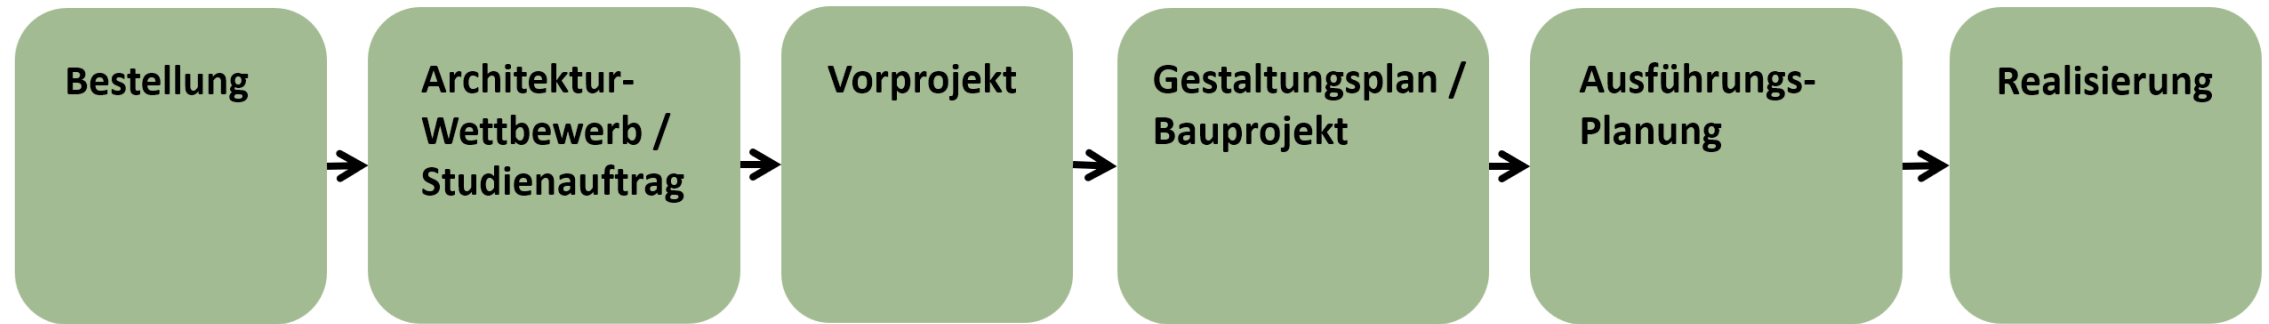 Bestellung
Architektur-
Wettbewerb /
Studienauftrag
Vorprojekt
Gestaltungsplan /
Bauprojekt
Ausführungs-
Planung
Realisierung